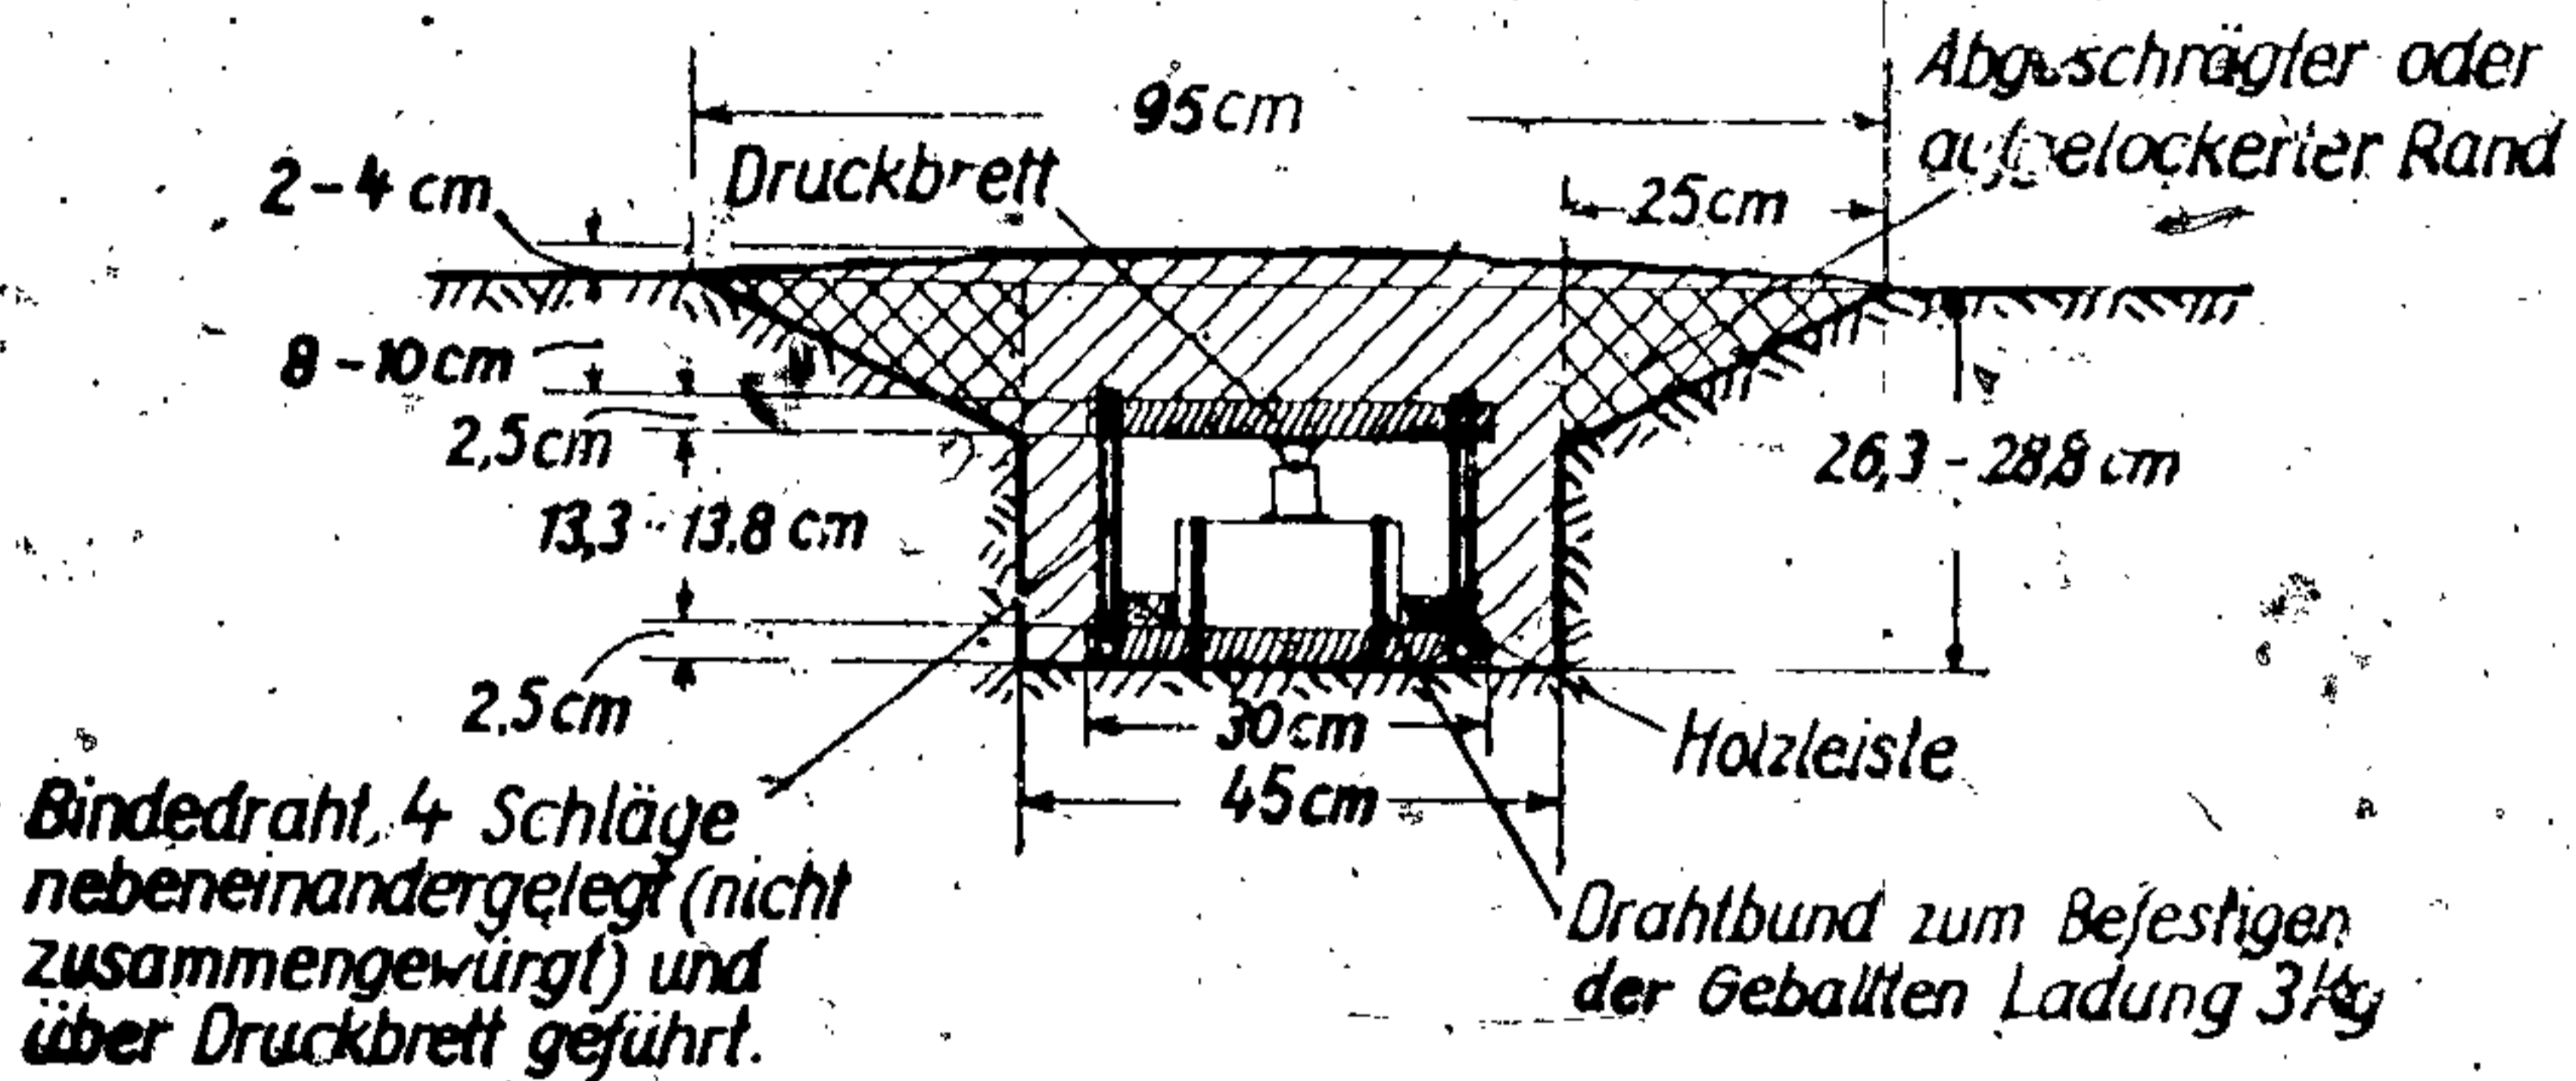 95cm
Abgeschrägter oder
aufgelockerter Rand
2-4 cm
Druckbrett
25cm
8-10cm
2,5cm
26,3-28,8 cm
13,3-13.8 cm
2.5cm
30cm
Holzleiste
45cm
Bindedraht, 4 Schläge
nebeneinandergelegt (nicht
zusammengewürgt) und
über Druckbrett geführt.
Drahtbund zum Befestigen
der Geballten Ladung 3kg